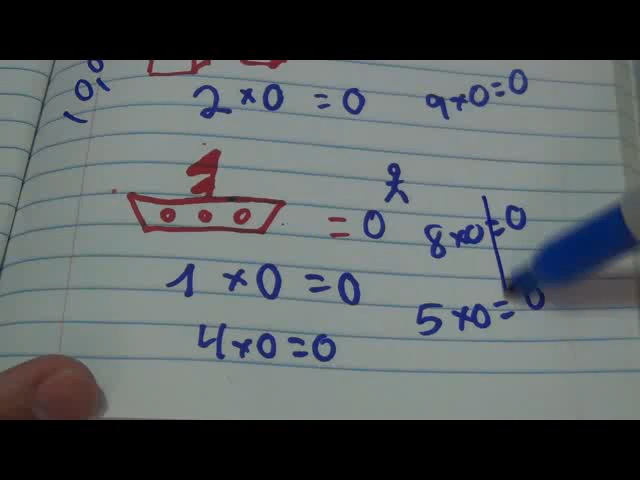 2 × 0 = 0
9 × 0 = 0
= 0
8 × 0 = 0
1 × 0 = 0
5 × 0 = 0
4 × 0 = 0